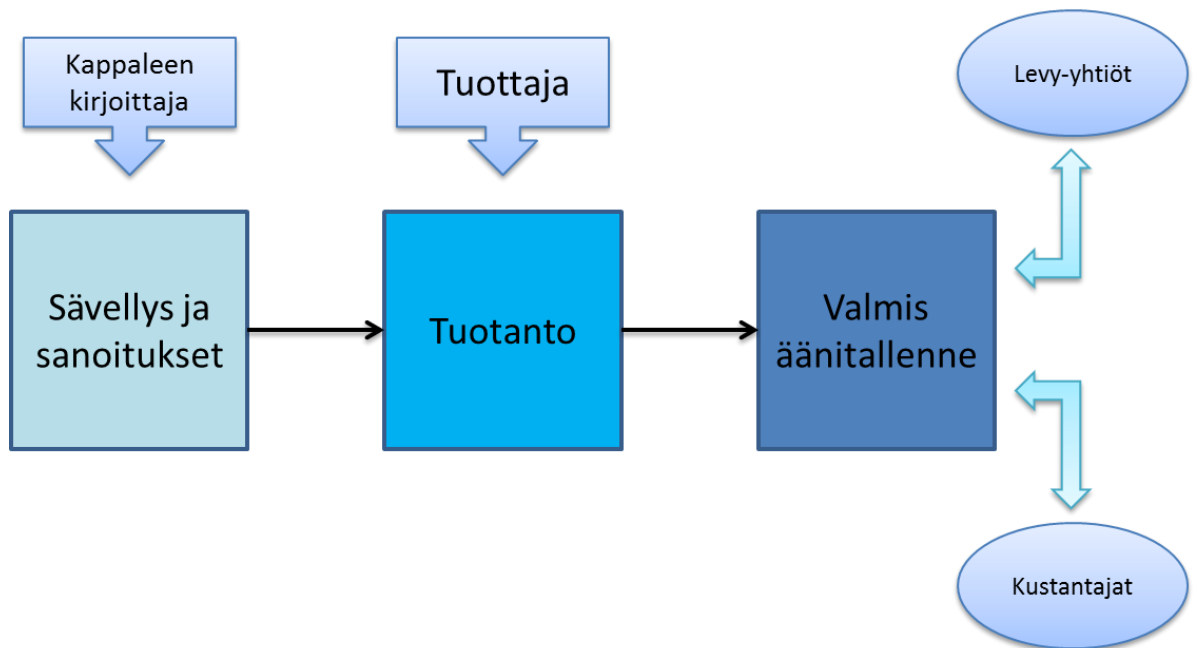 Kappaleen
kirjoittaja
Tuottaja
Levy-yhtiöt
Sävellys ja
sanoitukset
Tuotanto
Valmis
äänitallenne
Kustantajat